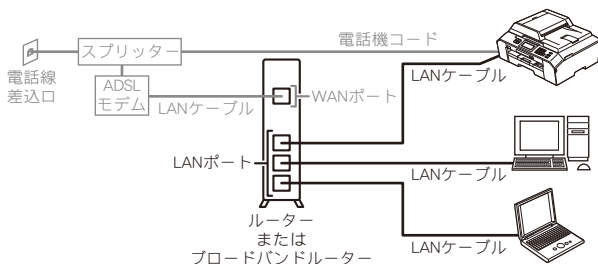 電話機コード
スプリッター
電話線
差込口
ADSL
モデム
LANケーブル
WANポート
LANケーブル
LANポート
LANケーブル
LANケーブル
ルーター
または
ブロードバンドルーター